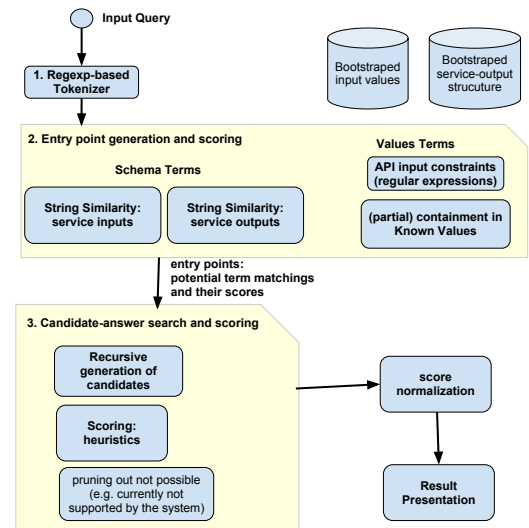 Input Query
1. Regexp-based
Tokenizer
Bootstraped
input values
Bootstraped
service-output
strucuture
2. Entry point generation and scoring
Values Terms
Schema Terms
API input constraints
(regular expressions)
String Similarity:
service inputs
String Similarity:
service outputs
(partial) containment in
Known Values
entry points:
potential term matchings
and their scores
3. Candidate-answer search and scoring
Recursive
generation of
candidates
score
normalization
Scoring:
heuristics
pruning out not possible
(e.g. currently not
supported by the system)
Result
Presentation